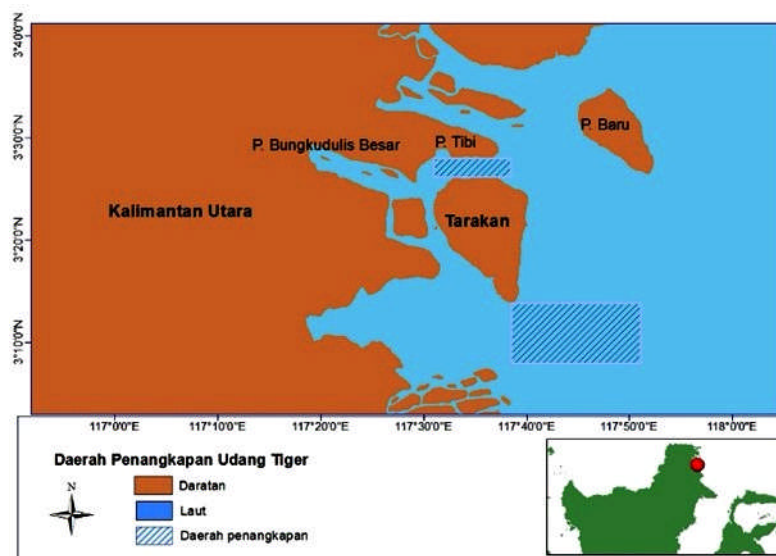 3°40'0"N
3°30'0"N
3°20'0"N
3°10'0"N
P. Baru
P. Tibi
P. Bungkudulis Besar
Kalimantan Utara
Tarakan
117°0'0"E
117°10'0"E
117°20'0"E
117°30'0"E
117°40'0"E
117°50'0"E
118°0'0"E
Daerah Penangkapan Udang Tiger
N
Daratan
Laut
Daerah penangkapan